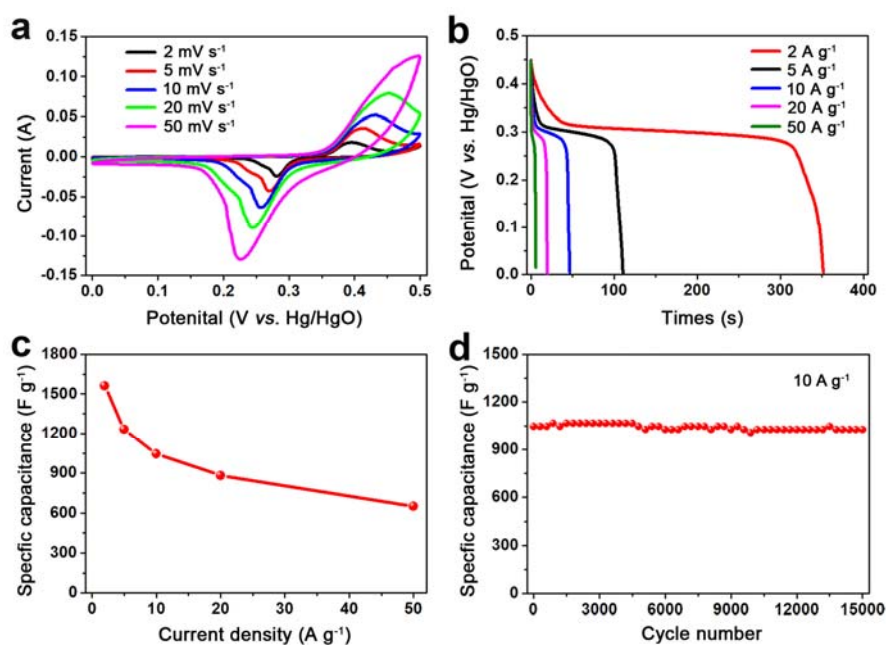 a
0.15
0.10
0.05
0.00
-0.05
-0.10
-0.15
Current (A)
2 mV s⁻¹
5 mV s⁻¹
10 mV s⁻¹
20 mV s⁻¹
50 mV s⁻¹
0.0 0.1 0.2 0.3 0.4 0.5
Potenital (V vs. Hg/HgO)
b
0.5
0.4
0.3
0.2
0.1
0.0
Potenital (V vs. Hg/HgO)
2 A g⁻¹
5 A g⁻¹
10 A g⁻¹
20 A g⁻¹
50 A g⁻¹
0 100 200 300 400
Times (s)
c
1800
1500
1200
900
600
300
0
Specfic capacitance (F g⁻¹)
0 10 20 30 40 50
Current density (A g⁻¹)
d
1500
1200
900
600
300
0
Specfic capacitance (F g⁻¹)
10 A g⁻¹
0 3000 6000 9000 12000 15000
Cycle number